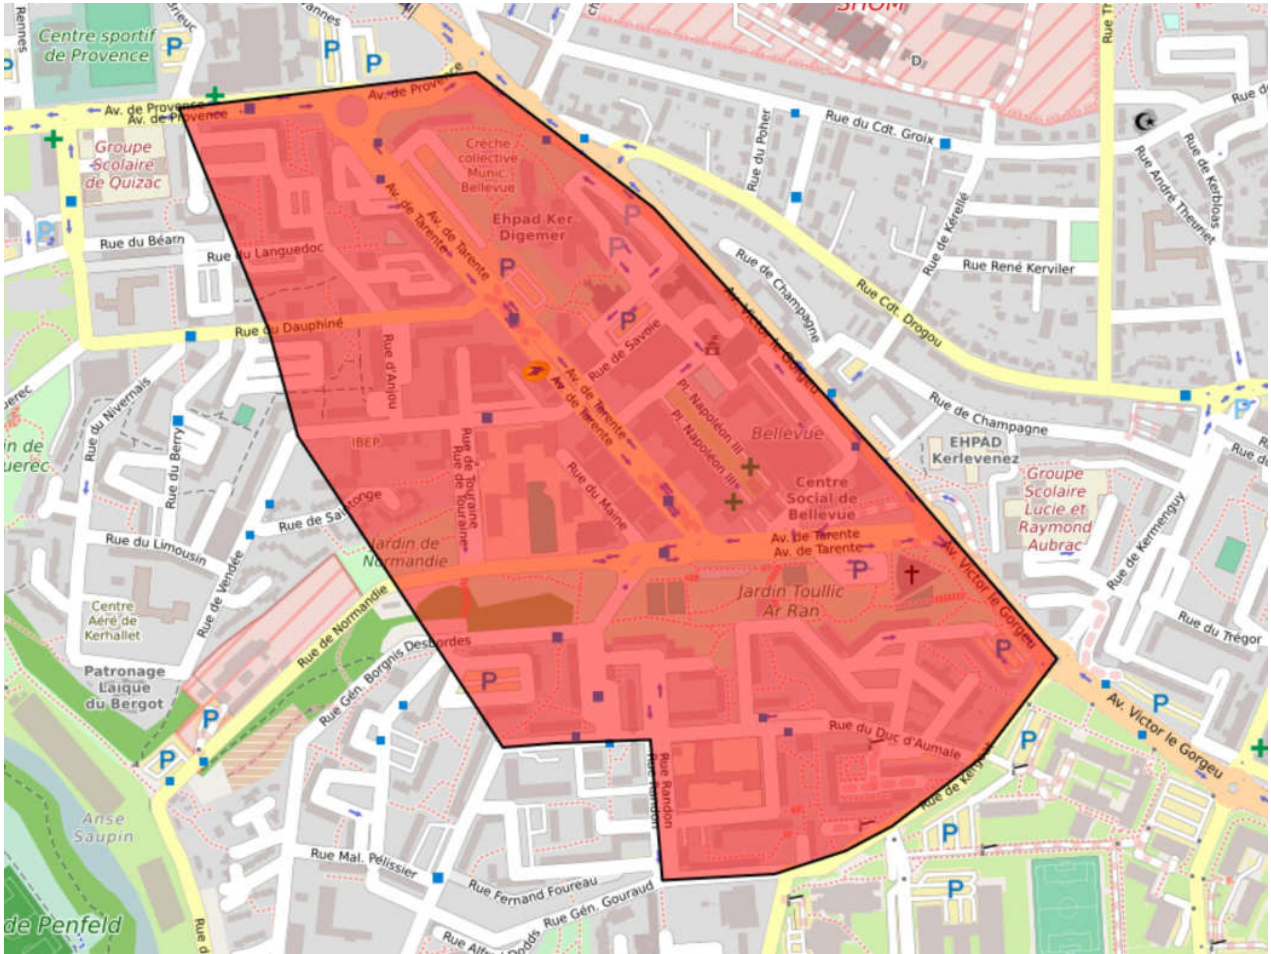 Rennes
SHOM
Centre sportif
de Provence
P
P
P
D
Av. de Provence
Av. de Provence
Av. de Provence
Rue du Cdt. Groix
Rue du Poher
Groupe
Scolaire
de Quizac
Crèche
collective
Munic.
Bellevue
Rue de Kerbloas
Rue André Theuriet
Rue de Kérellé
Av. de Tarente
Av. de Tarente
Ehpad Ker
Digemer
P
P
P
Rue du Béarn
Rue du Languedoc
Rue de Champagne
Rue René Kerviler
P
Rue Cdt. Drogou
Av. Victor le Gorgeu
Rue du Dauphiné
P
Rue de Savoie
Rue d'Anjou
Av. de Tarente
Av. de Tarente
Rue du Nivernais
Rue du Berry
Pl. Napoléon III
Pl. Napoléon III
Bellevue
Rue de Champagne
P
IBEP
Rue de Touraine
Rue de Touraine
EHPAD
Kerlevenez
Rue du Maine
Centre
Social de
Bellevue
Groupe
Scolaire
Lucie et
Raymond
Aubrac
Rue de Saintonge
Rue du Limousin
Rue de Vendée
Jardin de
Normandie
Av. de Tarente
Av. de Tarente
Av. Victor le Gorgeu
Rue de Kermenguy
P
Jardin Toullic
Ar Ran
Centre
Aéré de
Kerhallet
Rue de Normandie
Rue du Trégor
Patronage
Laïque
du Bergot
Rue Gén. Borgnis Desbordes
P
P
P
P
P
P
Av. Victor le Gorgeu
Rue du Duc d'Aumale
Rue Randon
Rue Randon
Anse
Saupin
P
Rue Mal. Pélissier
Rue Fernand Foureau
Rue Gén. Gouraud
P
de Penfeld